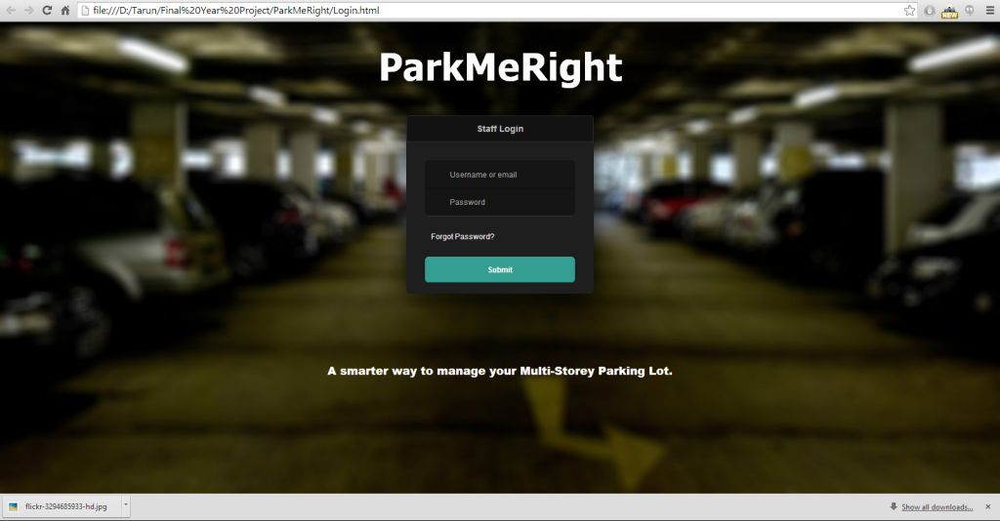 file:///D:/Tarun/Final%20Year%20Project/ParkMeRight/Login.html
NEW
ParkMeRight
Staff Login
Username or email
Password
Forgot Password?
Submit
A smarter way to manage your Multi-Storey Parking Lot.
flickr-3294685933-hd.jpg
Show all downloads...